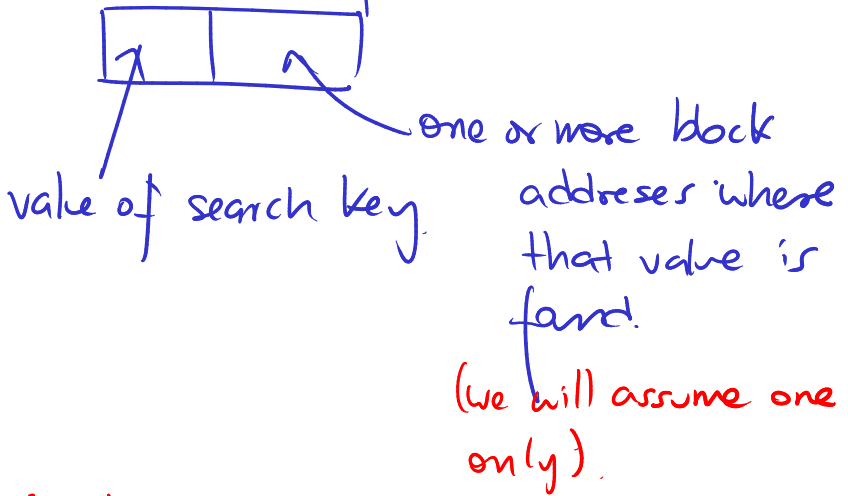 one or more block
value of search key.
addreses where
that value is
found.
(we will assume one
only).